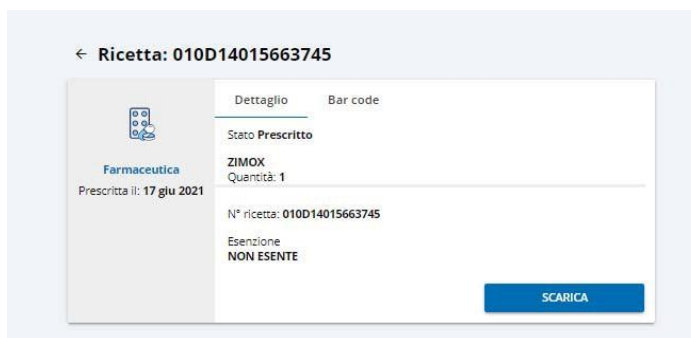 ← Ricetta: 010D14015663745
Farmaceutica
Prescritta il: 17 giu 2021
Dettaglio Bar code
Stato Prescritto
ZIMOX
Quantità: 1
N° ricetta: 010D14015663745
Esenzione
NON ESENTE
SCARICA